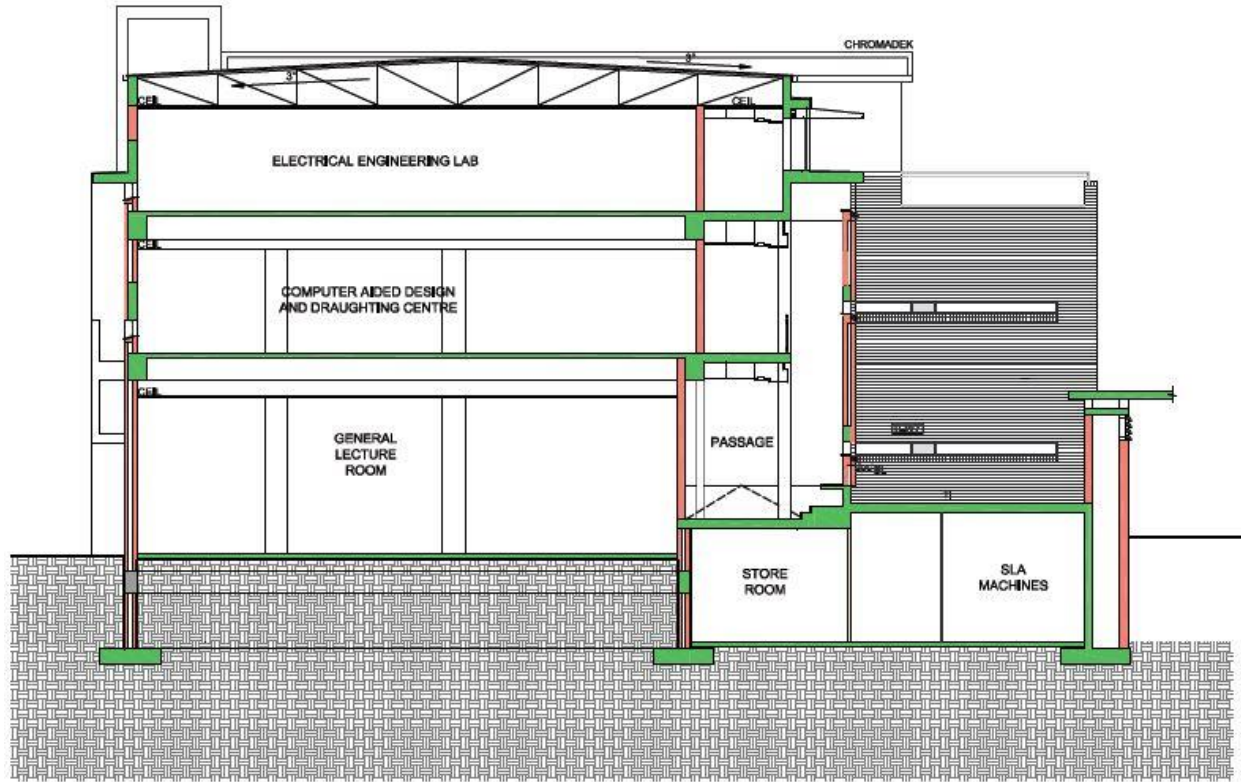 CHROMADEK
3°
3°
CEIL
CEIL
ELECTRICAL ENGINEERING LAB
CEIL
COMPUTER AIDED DESIGN
AND DRAUGHTING CENTRE
CEIL
GENERAL
LECTURE
ROOM
PASSAGE
STORE
ROOM
SLA
MACHINES